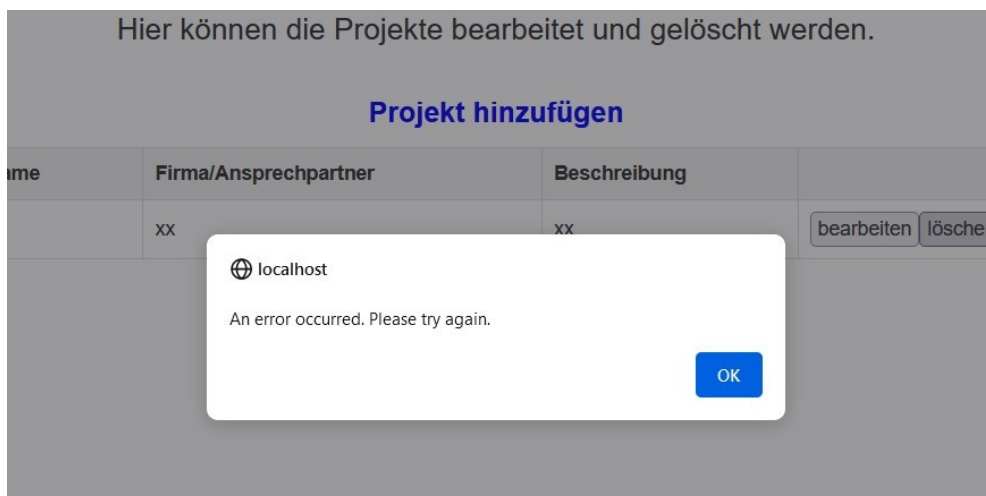 Hier können die Projekte bearbeitet und gelöscht werden.
Projekt hinzufügen
Firma/Ansprechpartner Beschreibung
xx xx bearbeiten
localhost
An error occurred. Please try again.
OK